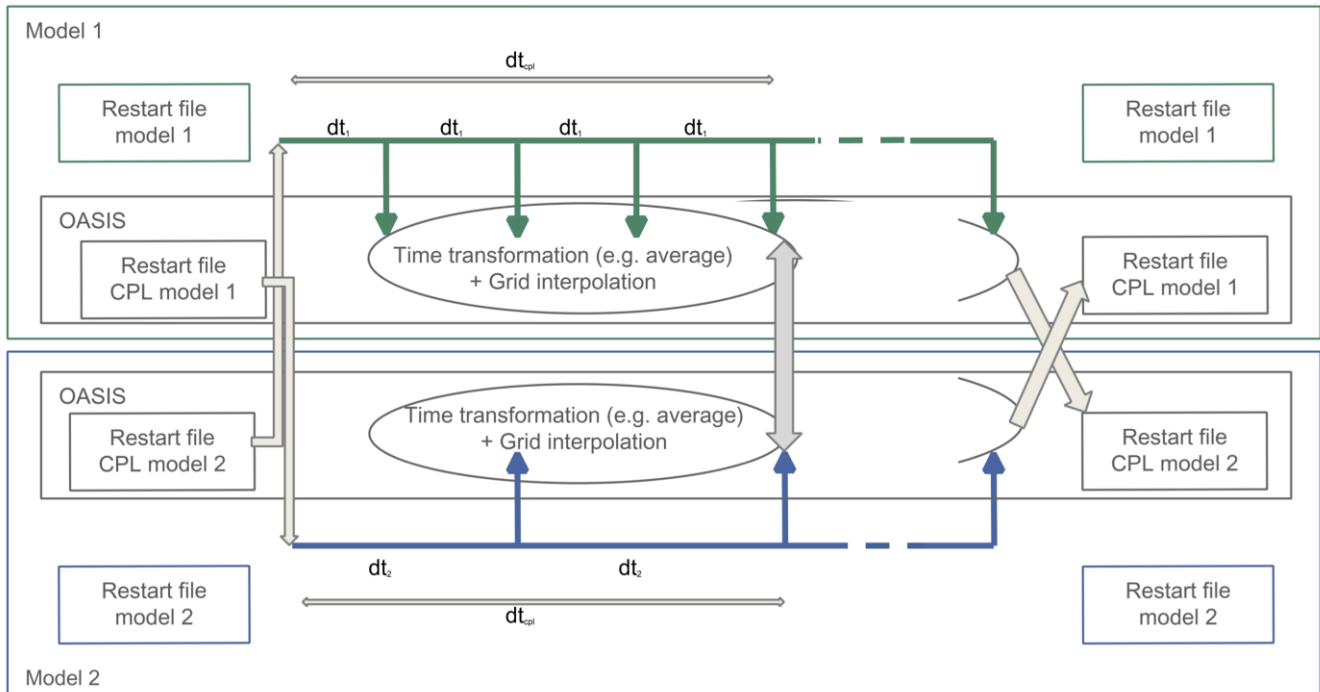 Model 1
dtcpl
Restart file
model 1
Restart file
model 1
dt1
dt1
dt1
dt1
OASIS
Restart file
CPL model 1
Time transformation (e.g. average)
+ Grid interpolation
Restart file
CPL model 1
OASIS
Restart file
CPL model 2
Time transformation (e.g. average)
+ Grid interpolation
Restart file
CPL model 2
dt2
dt2
Restart file
model 2
dtcpl
Restart file
model 2
Model 2